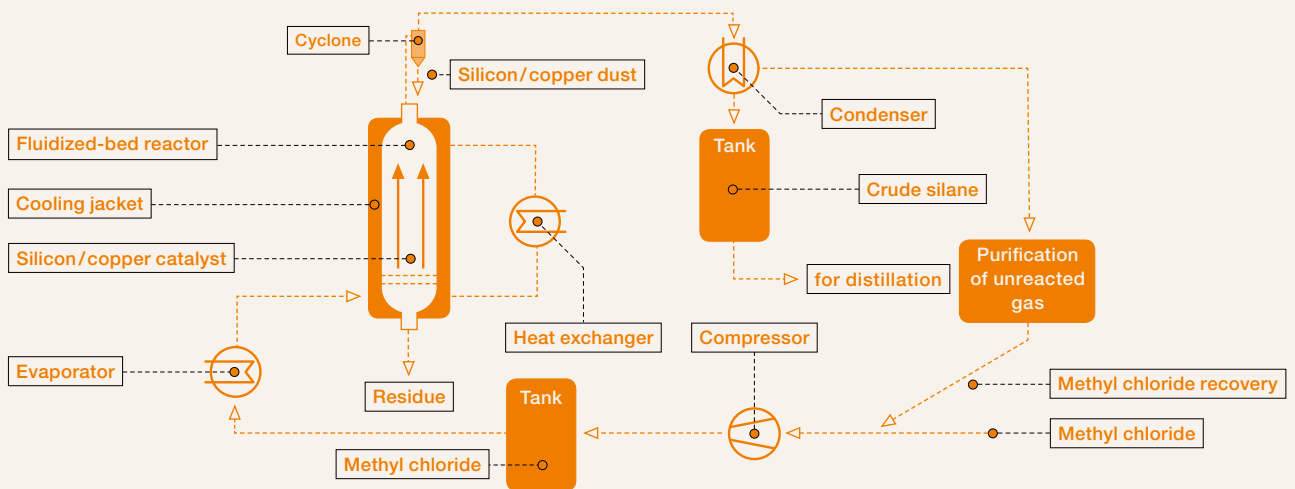 Cyclone
Silicon/copper dust
Condenser
Fluidized-bed reactor
Tank
Cooling jacket
Crude silane
Silicon/copper catalyst
Purification
of unreacted
gas
for distillation
Heat exchanger
Compressor
Evaporator
Residue
Tank
Methyl chloride recovery
Methyl chloride
Methyl chloride